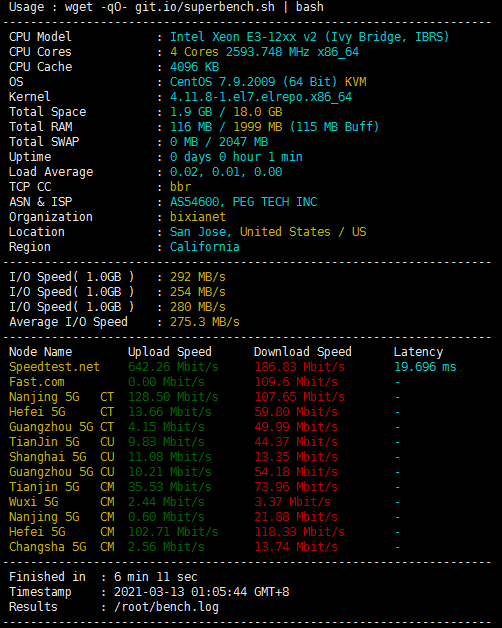 Usage : wget -qO- git.io/superbench.sh | bash
----------------------------------------------------------------------
CPU Model : Intel Xeon E3-12xx v2 (Ivy Bridge, IBRS)
CPU Cores : 4 Cores 2593.748 MHz x86_64
CPU Cache : 4096 KB
OS : CentOS 7.9.2009 (64 Bit) KVM
Kernel : 4.11.8-1.el7.elrepo.x86_64
Total Space : 1.9 GB / 18.0 GB
Total RAM : 116 MB / 1999 MB (115 MB Buff)
Total SWAP : 0 MB / 2047 MB
Uptime : 0 days 0 hour 1 min
Load Average : 0.02, 0.01, 0.00
TCP CC : bbr
ASN & ISP : AS54600, PEG TECH INC
Organization : bixianet
Location : San Jose, United States / US
Region : California
----------------------------------------------------------------------
I/O Speed( 1.0GB ) : 292 MB/s
I/O Speed( 1.0GB ) : 254 MB/s
I/O Speed( 1.0GB ) : 280 MB/s
Average I/O Speed : 275.3 MB/s
----------------------------------------------------------------------
Node Name Upload Speed Download Speed Latency
Speedtest.net 642.26 Mbit/s 186.83 Mbit/s 19.696 ms
Fast.com 0.00 Mbit/s 109.6 Mbit/s -
Nanjing 5G CT 128.50 Mbit/s 107.65 Mbit/s -
Hefei 5G CT 13.66 Mbit/s 59.80 Mbit/s -
Guangzhou 5G CT 4.15 Mbit/s 49.99 Mbit/s -
TianJin 5G CU 9.83 Mbit/s 44.37 Mbit/s -
Shanghai 5G CU 11.08 Mbit/s 13.35 Mbit/s -
Guangzhou 5G CU 10.21 Mbit/s 54.18 Mbit/s -
Tianjin 5G CM 35.53 Mbit/s 73.96 Mbit/s -
Wuxi 5G CM 2.44 Mbit/s 3.37 Mbit/s -
Nanjing 5G CM 0.60 Mbit/s 21.88 Mbit/s -
Hefei 5G CM 102.71 Mbit/s 118.33 Mbit/s -
Changsha 5G CM 2.56 Mbit/s 13.74 Mbit/s -
----------------------------------------------------------------------
Finished in : 6 min 11 sec
Timestamp : 2021-03-13 01:05:44 GMT+8
Results : /root/bench.log
----------------------------------------------------------------------